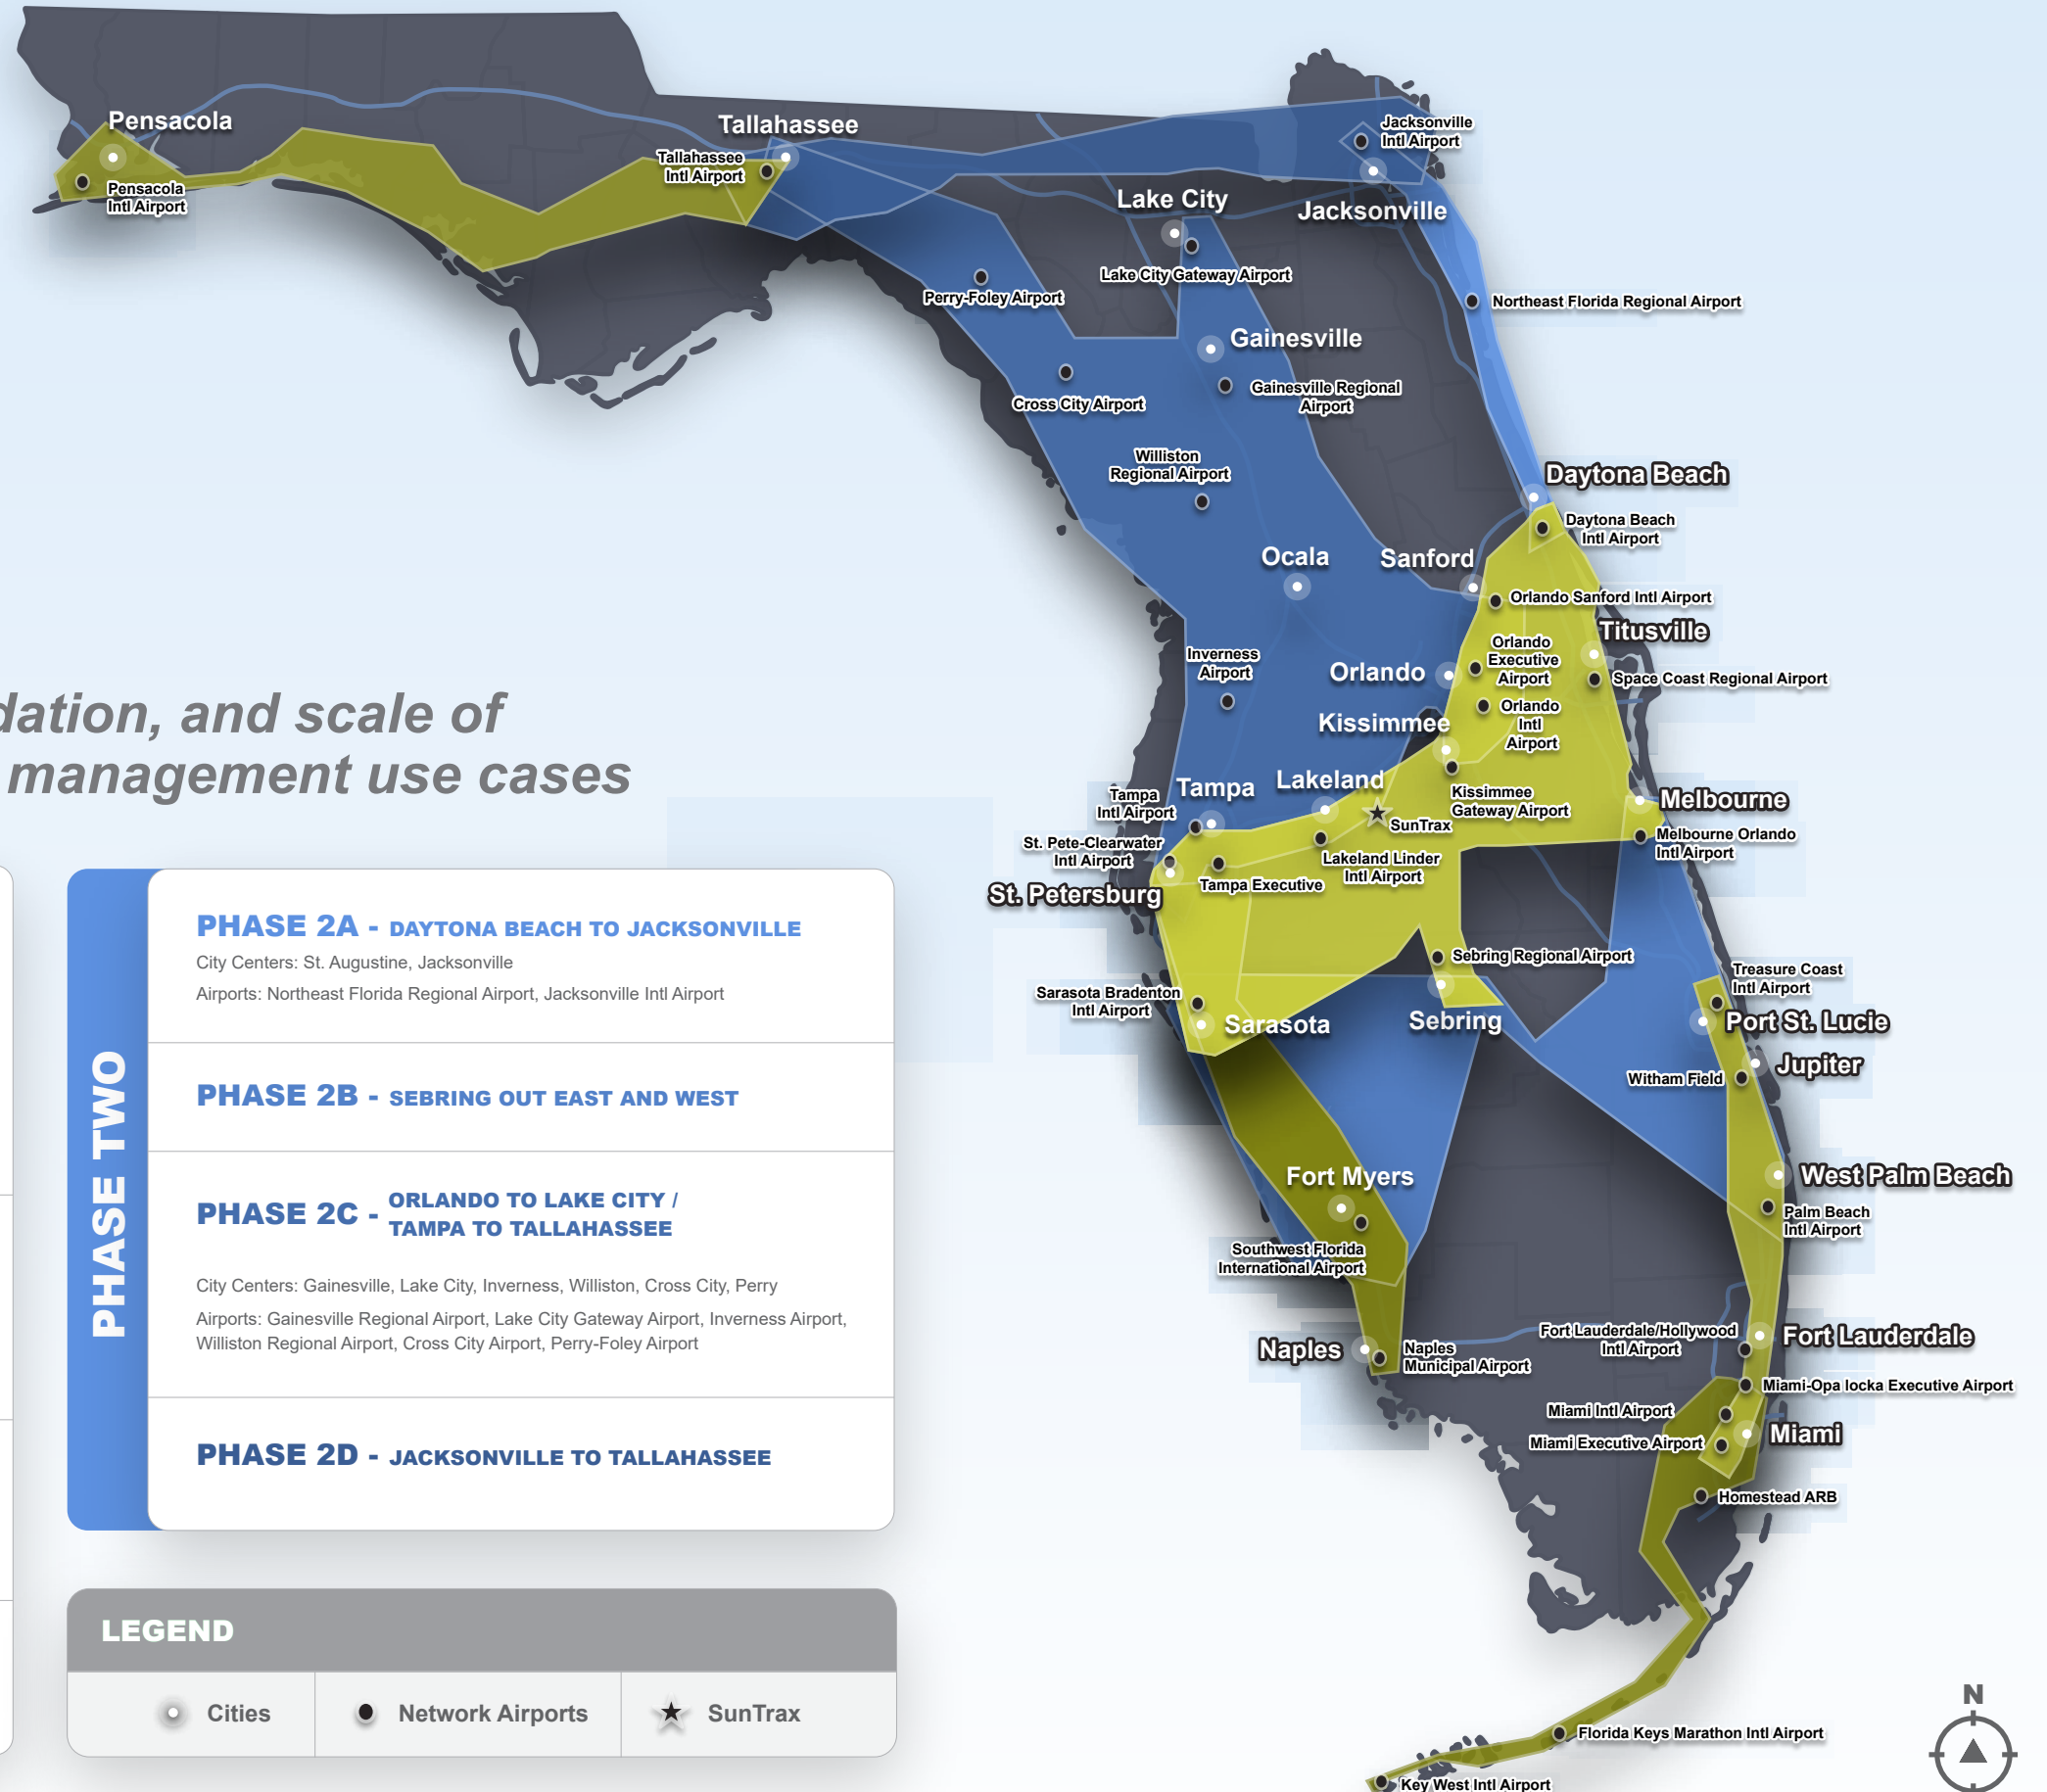 Pensacola
Pensacola
Intl Airport
Tallahassee
Tallahassee
Intl Airport
Jacksonville
Intl Airport
Jacksonville
Lake City
Lake City Gateway Airport
Perry-Foley Airport
Northeast Florida Regional Airport
Gainesville
Gainesville Regional
Airport
Cross City Airport
Williston
Regional Airport
Daytona Beach
Daytona Beach
Intl Airport
Ocala
Sanford
Orlando Sanford Intl Airport
Titusville
Orlando
Executive
Airport
Inverness
Airport
Orlando
Space Coast Regional Airport
Orlando
Intl
Airport
Kissimmee
Kissimmee
Gateway Airport
Tampa
Lakeland
Tampa
Intl Airport
SunTrax
Melbourne
Melbourne Orlando
Intl Airport
St. Pete-Clearwater
Intl Airport
Lakeland Linder
Intl Airport
Tampa Executive
St. Petersburg
Sebring Regional Airport
Treasure Coast
Intl Airport
Sarasota Bradenton
Intl Airport
Sarasota
Sebring
Port St. Lucie
Jupiter
Witham Field
Fort Myers
West Palm Beach
Palm Beach
Intl Airport
Southwest Florida
International Airport
Fort Lauderdale/Hollywood
Intl Airport
Fort Lauderdale
Naples
Naples
Municipal Airport
Miami-Opa locka Executive Airport
Miami Intl Airport
Miami Executive Airport
Miami
Homestead ARB
Florida Keys Marathon Intl Airport
Key West Intl Airport
N
dation, and scale of
management use cases
PHASE TWO
PHASE 2A - DAYTONA BEACH TO JACKSONVILLE
City Centers: St. Augustine, Jacksonville
Airports: Northeast Florida Regional Airport, Jacksonville Intl Airport
PHASE 2B - SEBRING OUT EAST AND WEST
PHASE 2C - ORLANDO TO LAKE CITY /
TAMPA TO TALLAHASSEE
City Centers: Gainesville, Lake City, Inverness, Williston, Cross City, Perry
Airports: Gainesville Regional Airport, Lake City Gateway Airport, Inverness Airport,
Williston Regional Airport, Cross City Airport, Perry-Foley Airport
PHASE 2D - JACKSONVILLE TO TALLAHASSEE
LEGEND
Cities
Network Airports
SunTrax